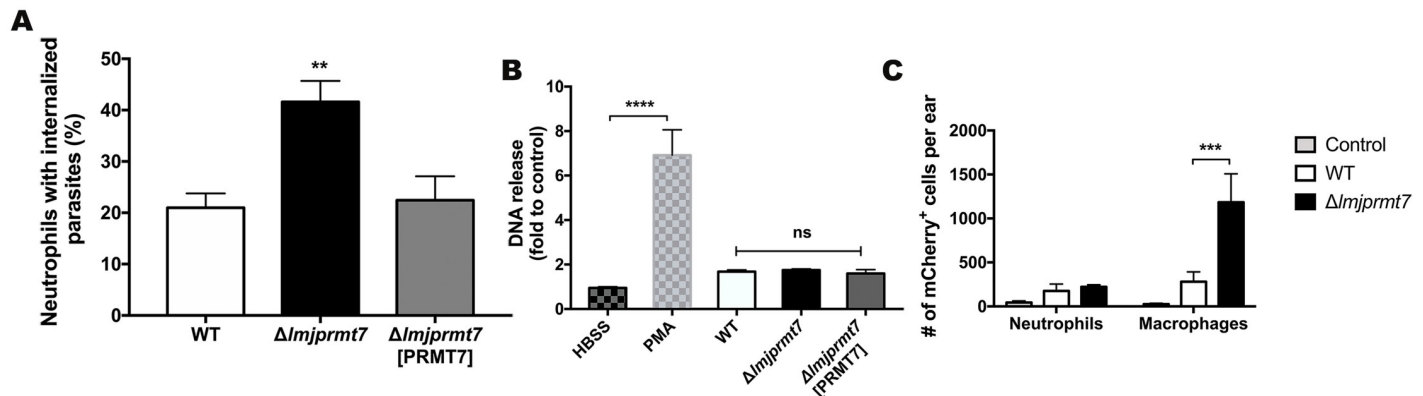 A
Neutrophils with internalized
parasites (%)
50
40
30
20
10
0
**
WT
Δlmjprmt7
Δlmjprmt7
[PRMT7]
B
DNA release
(fold to control)
10
8
6
4
2
0
****
ns
HBSS
PMA
WT
Δlmjprmt7
Δlmjprmt7
[PRMT7]
C
# of mCherry⁺ cells per ear
2000
1500
1000
500
0
***
Neutrophils
Macrophages
Control
WT
Δlmjprmt7